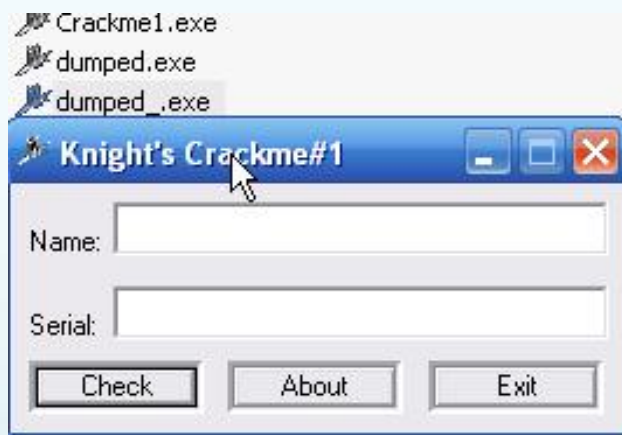 Crackme1.exe
dumped.exe
dumped_.exe
Knight's Crackme#1
Name:
Serial:
Check About Exit